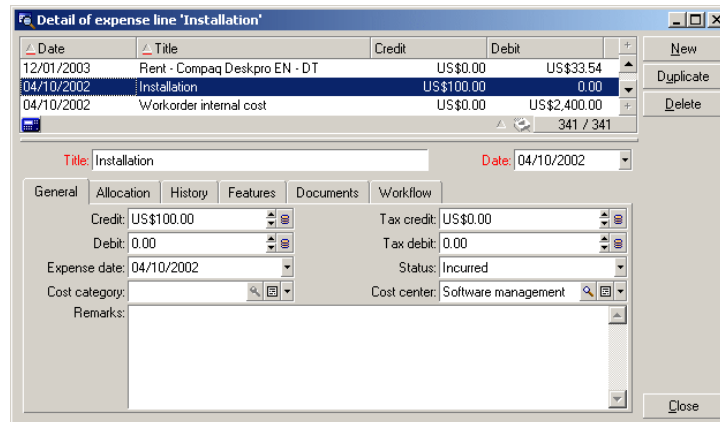 Detail of expense line 'Installation'
Date Title Credit Debit
12/01/2003 Rent - Compaq Deskpro EN - DT US$0.00 US$33.54
04/10/2002 Installation US$100.00 0.00
04/10/2002 Workorder internal cost US$0.00 US$2,400.00
341 / 341
New
Duplicate
Delete
Title: Installation Date: 04/10/2002
General Allocation History Features Documents Workflow
Credit: US$100.00 Tax credit: US$0.00
Debit: 0.00 Tax debit: 0.00
Expense date: 04/10/2002 Status: Incurred
Cost category: Cost center: Software management
Remarks:
Close